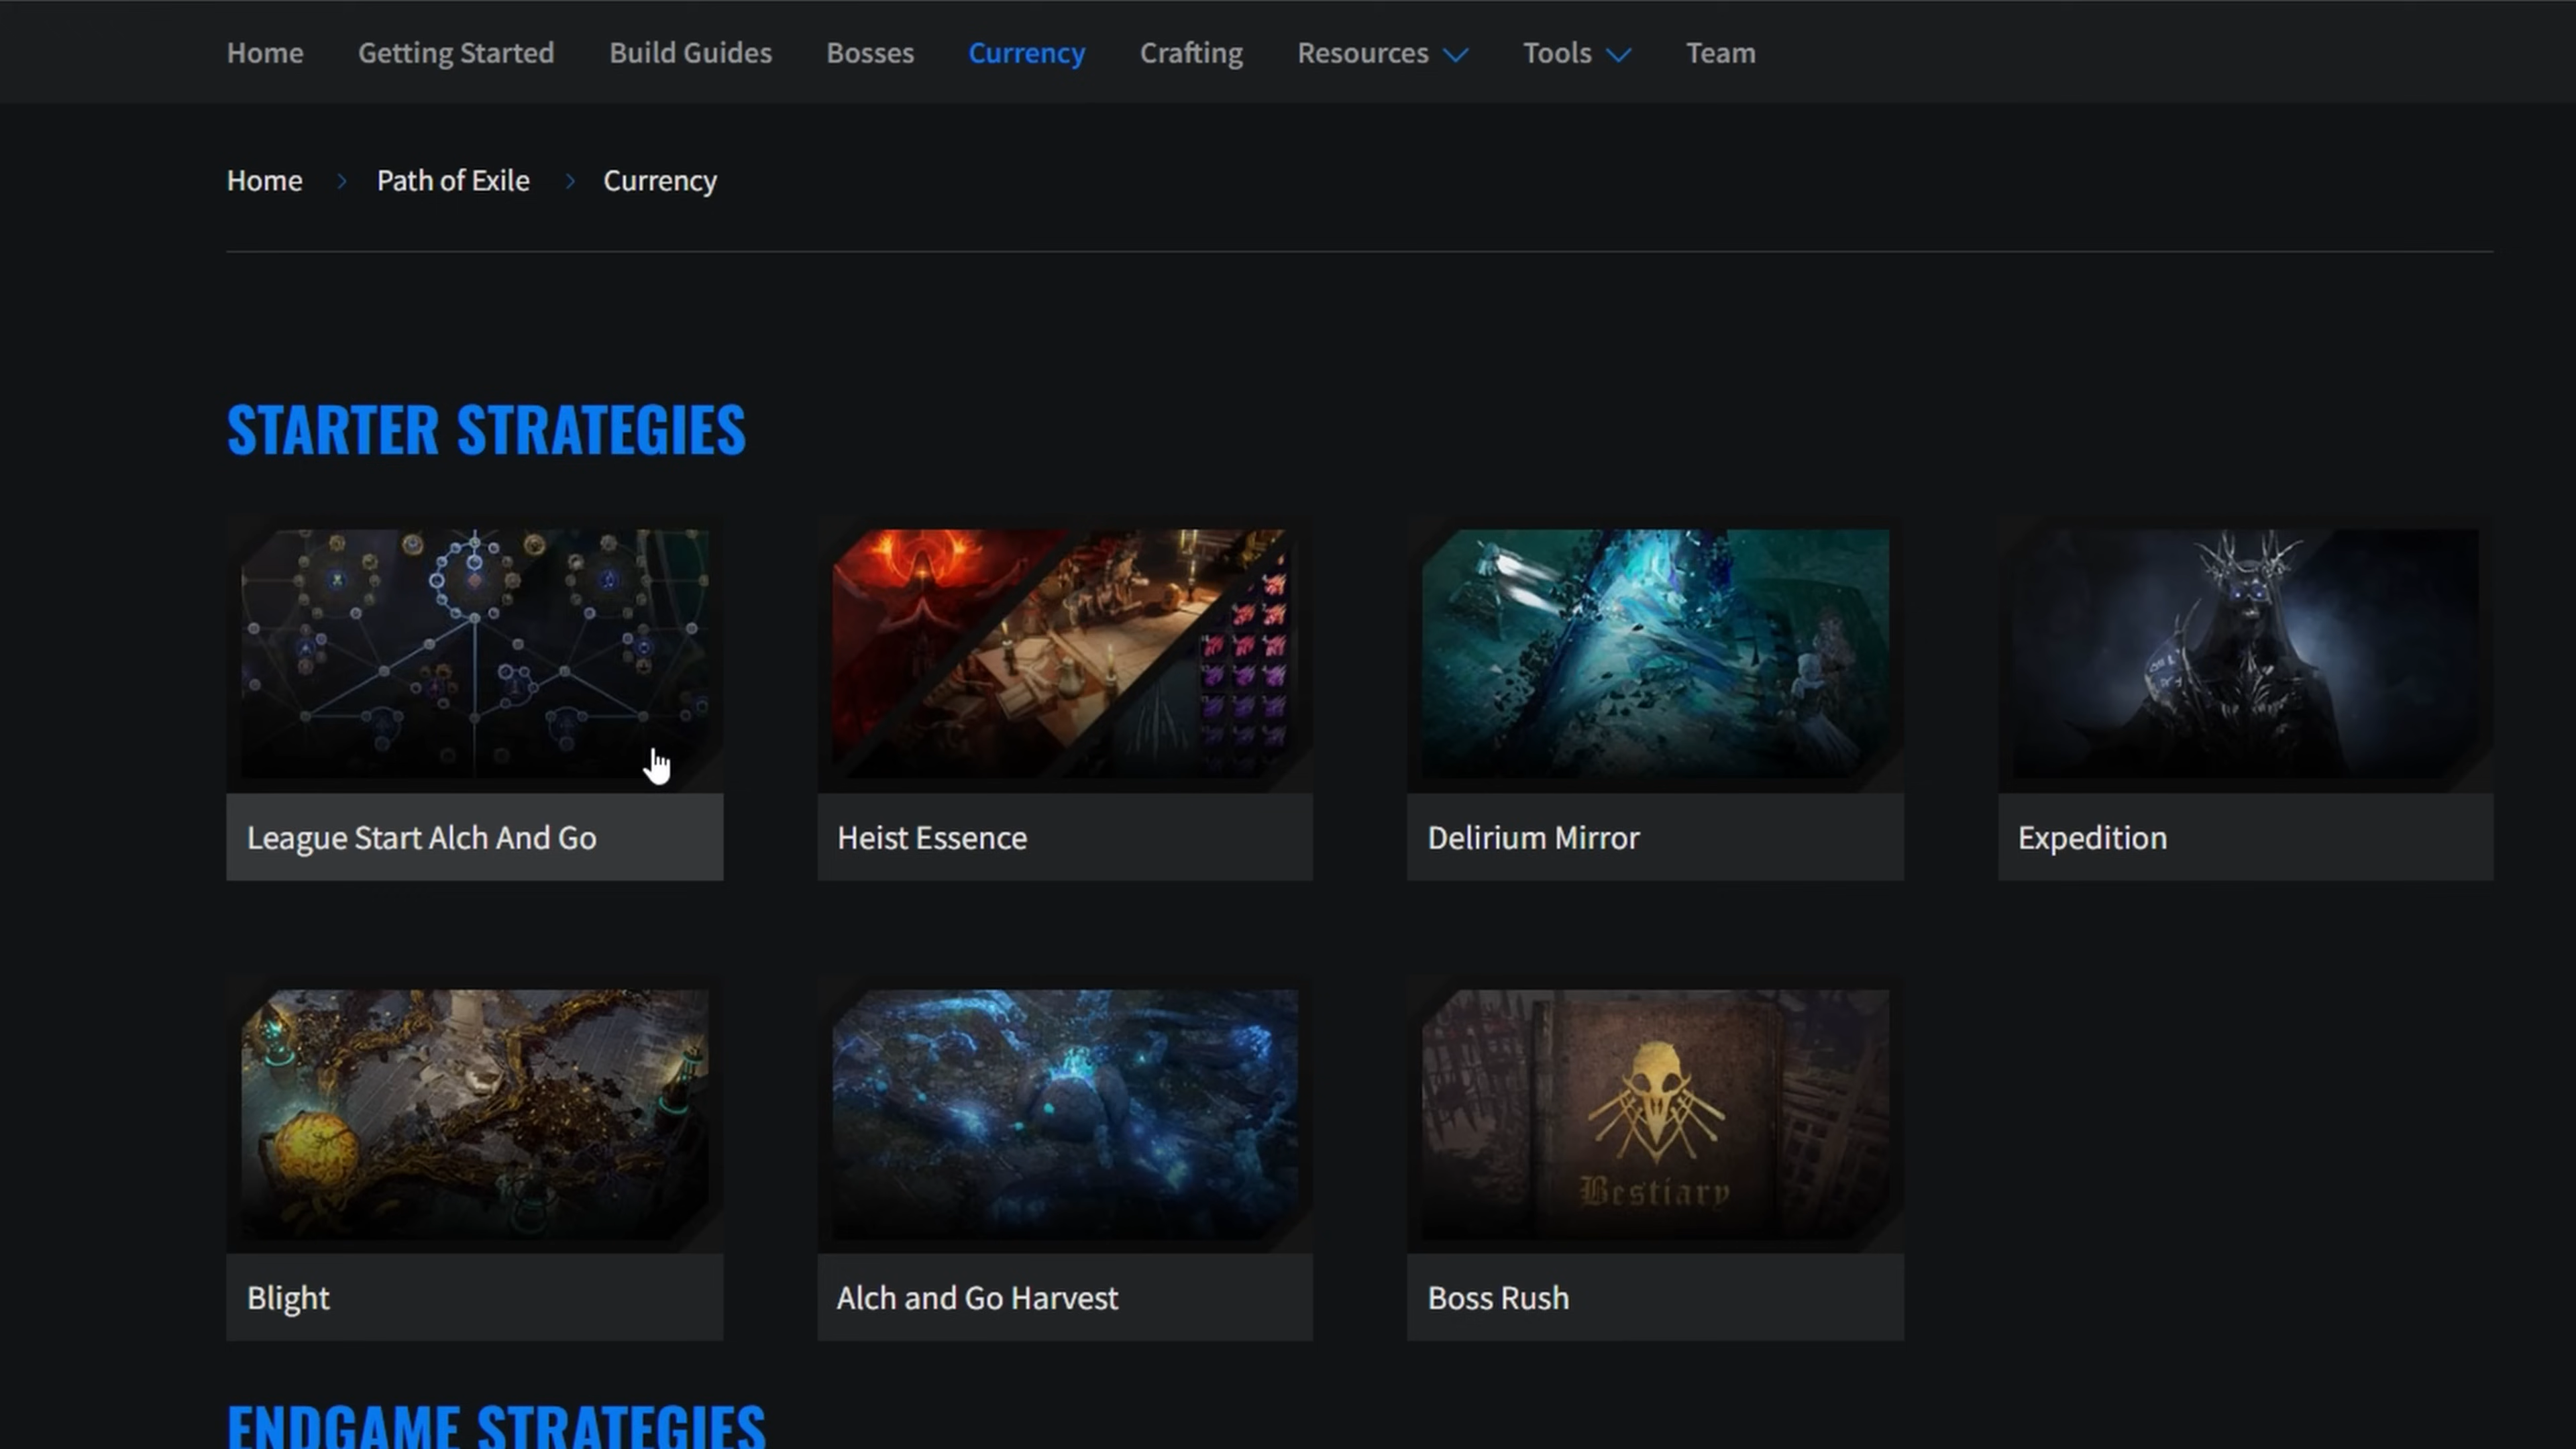 Home Getting Started Build Guides Bosses Currency Crafting Resources Tools Team
Home > Path of Exile > Currency
STARTER STRATEGIES
League Start Alch And Go
Heist Essence
Delirium Mirror
Expedition
Bestiary
Blight
Alch and Go Harvest
Boss Rush
ENDGAME STRATEGIES